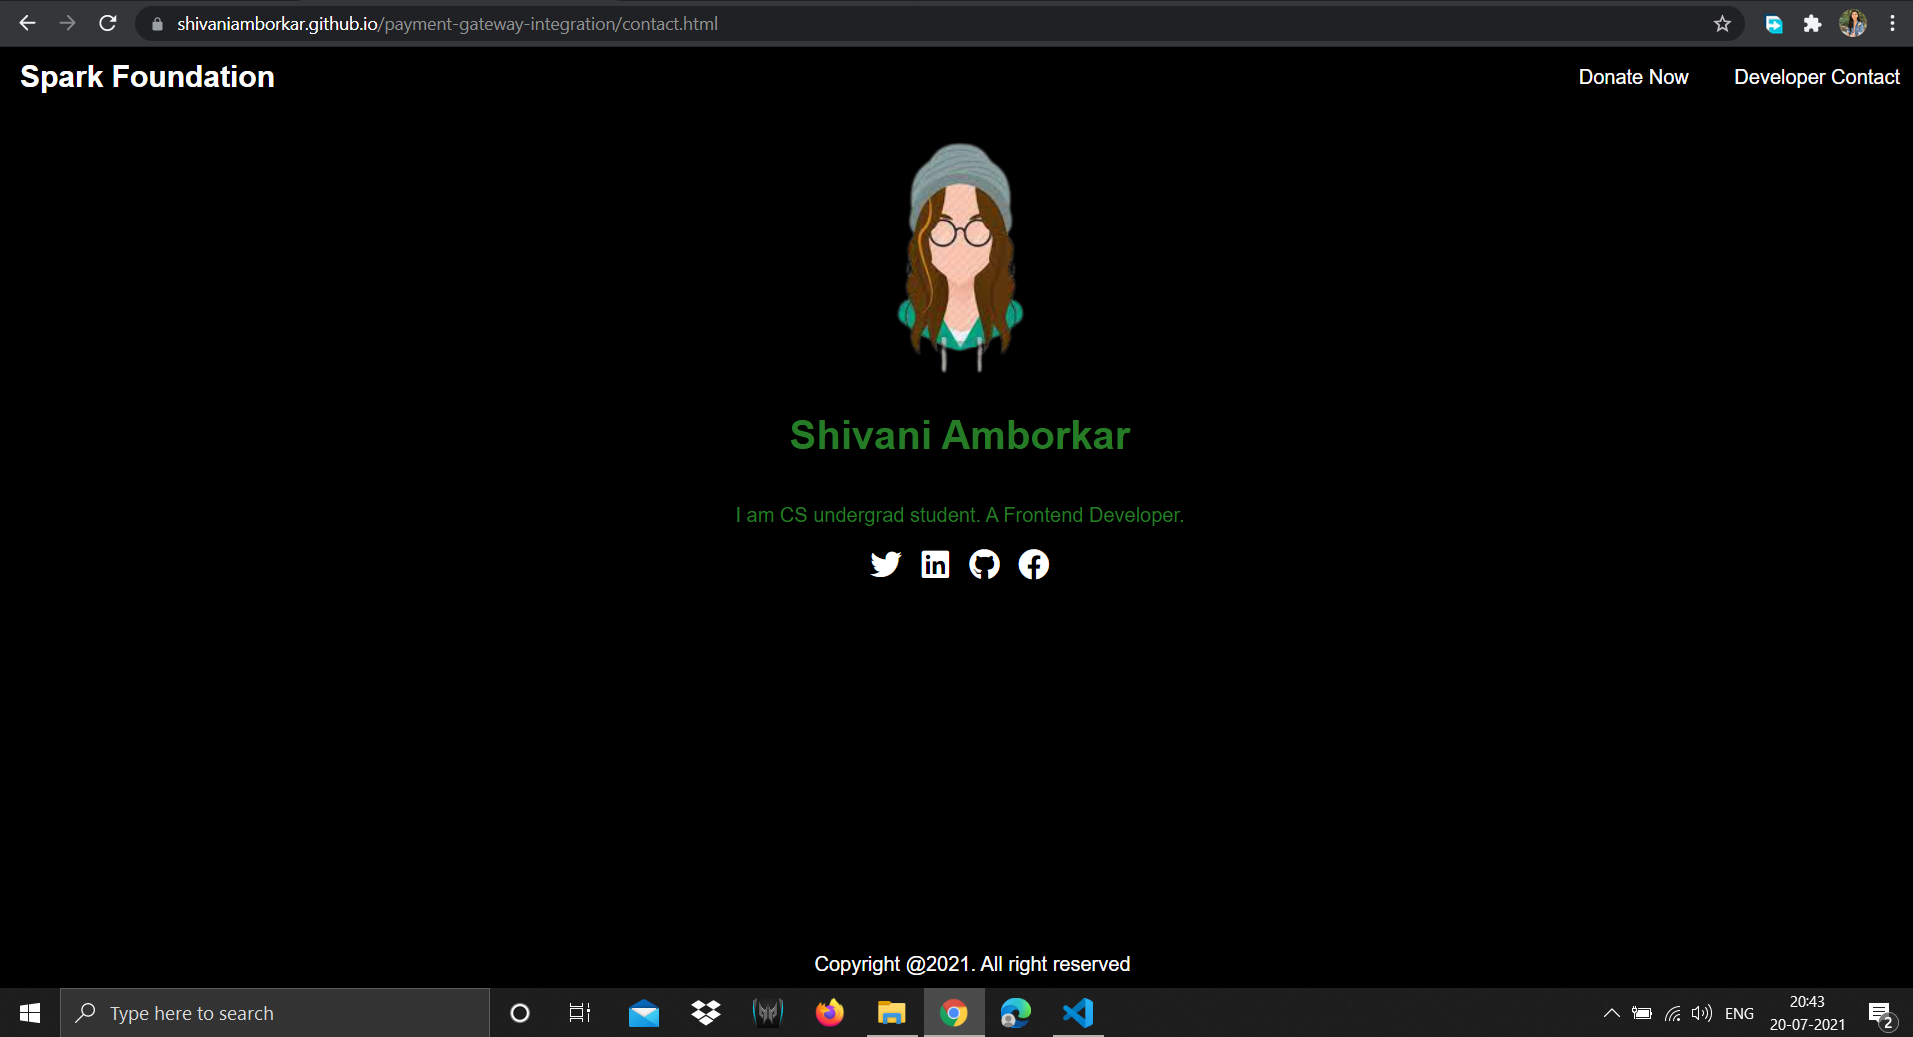 shivaniamborkar.github.io/payment-gateway-integration/contact.html
Spark Foundation
Donate Now
Developer Contact
Shivani Amborkar
I am CS undergrad student. A Frontend Developer.
Copyright @2021. All right reserved
Type here to search
ENG
20:43
20-07-2021
2